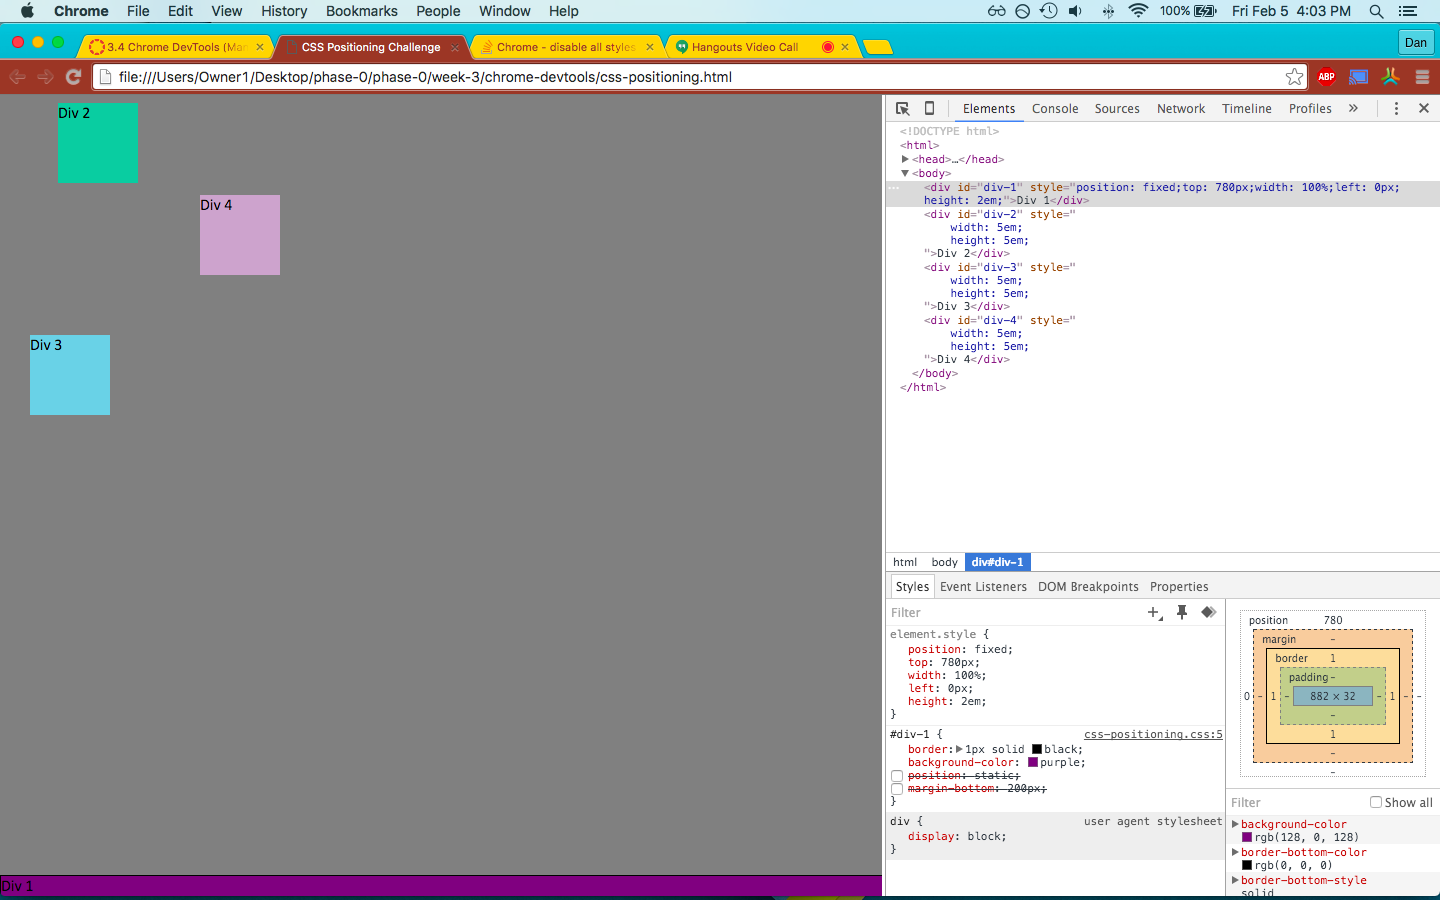 Chrome File Edit View History Bookmarks People Window Help 100% Fri Feb 5 4:03 PM
3.4 Chrome DevTools (Man CSS Positioning Challenge Chrome - disable all styles Hangouts Video Call Dan
file:///Users/Owner1/Desktop/phase-0/phase-0/week-3/chrome-devtools/css-positioning.html ABP
Div 2
Div 4
Div 3
Div 1
Elements Console Sources Network Timeline Profiles »
<!DOCTYPE html>
<html>
<head>…</head>
<body>
<div id="div-1" style="position: fixed;top: 780px;width: 100%;left: 0px;
height: 2em;">Div 1</div>
<div id="div-2" style="
width: 5em;
height: 5em;
">Div 2</div>
<div id="div-3" style="
width: 5em;
height: 5em;
">Div 3</div>
<div id="div-4" style="
width: 5em;
height: 5em;
">Div 4</div>
</body>
</html>
html body div#div-1
Styles Event Listeners DOM Breakpoints Properties
Filter
element.style {
position: fixed;
top: 780px;
width: 100%;
left: 0px;
height: 2em;
}
#div-1 { css-positioning.css:5
border: 1px solid black;
background-color: purple;
position: static;
margin-bottom: 200px;
}
div { user agent stylesheet
display: block;
}
position 780
margin -
border 1
padding -
0 - 1 - 882 × 32 - 1 - -
-
1
-
-
Filter Show all
background-color
rgb(128, 0, 128)
border-bottom-color
rgb(0, 0, 0)
border-bottom-style
solid